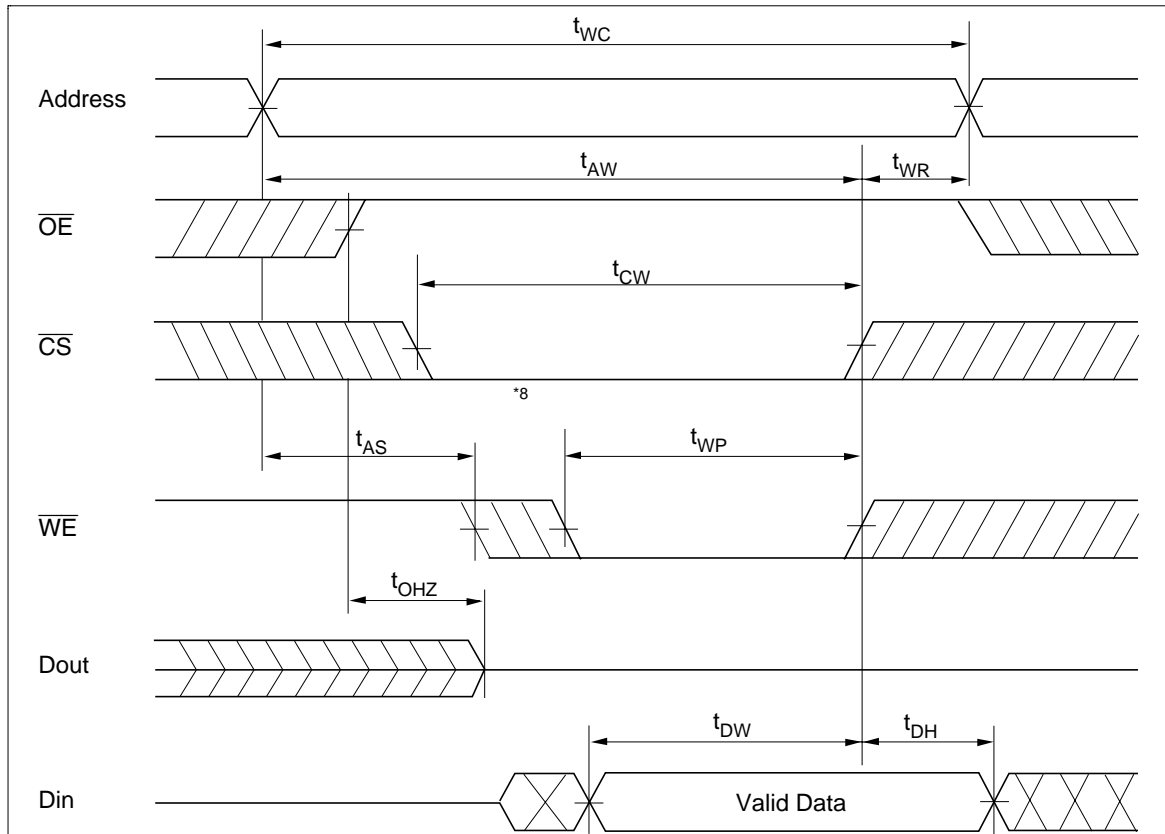 tWC
Address
tAW
tWR
OE
tCW
CS
*8
tAS
tWP
WE
tOHZ
Dout
tDW
tDH
Din
Valid Data